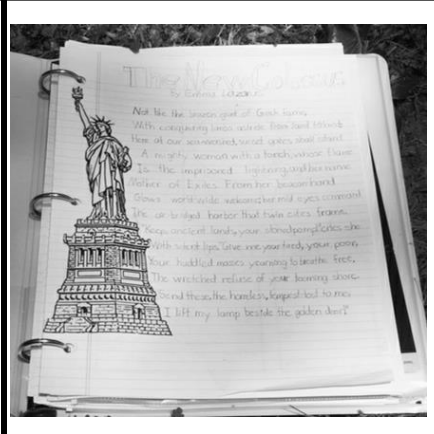 The New Colossus
By Emma Lazarus
Not like the brazen giant of Greek fame,
With conquering limbs astride from land to land;
Here at our sea-washed, sunset gates shall stand
A mighty woman with a torch, whose flame
Is the imprisoned lightning, and her name
Mother of Exiles. From her beacon-hand
Glows world-wide welcome; her mild eyes command
The air-bridged harbor that twin cities frame.
"Keep ancient lands, your storied pomp!" cries she
With silent lips. "Give me your tired, your poor,
Your huddled masses yearning to breathe free,
The wretched refuse of your teeming shore.
Send these, the homeless, tempest-tost to me,
I lift my lamp beside the golden door!"